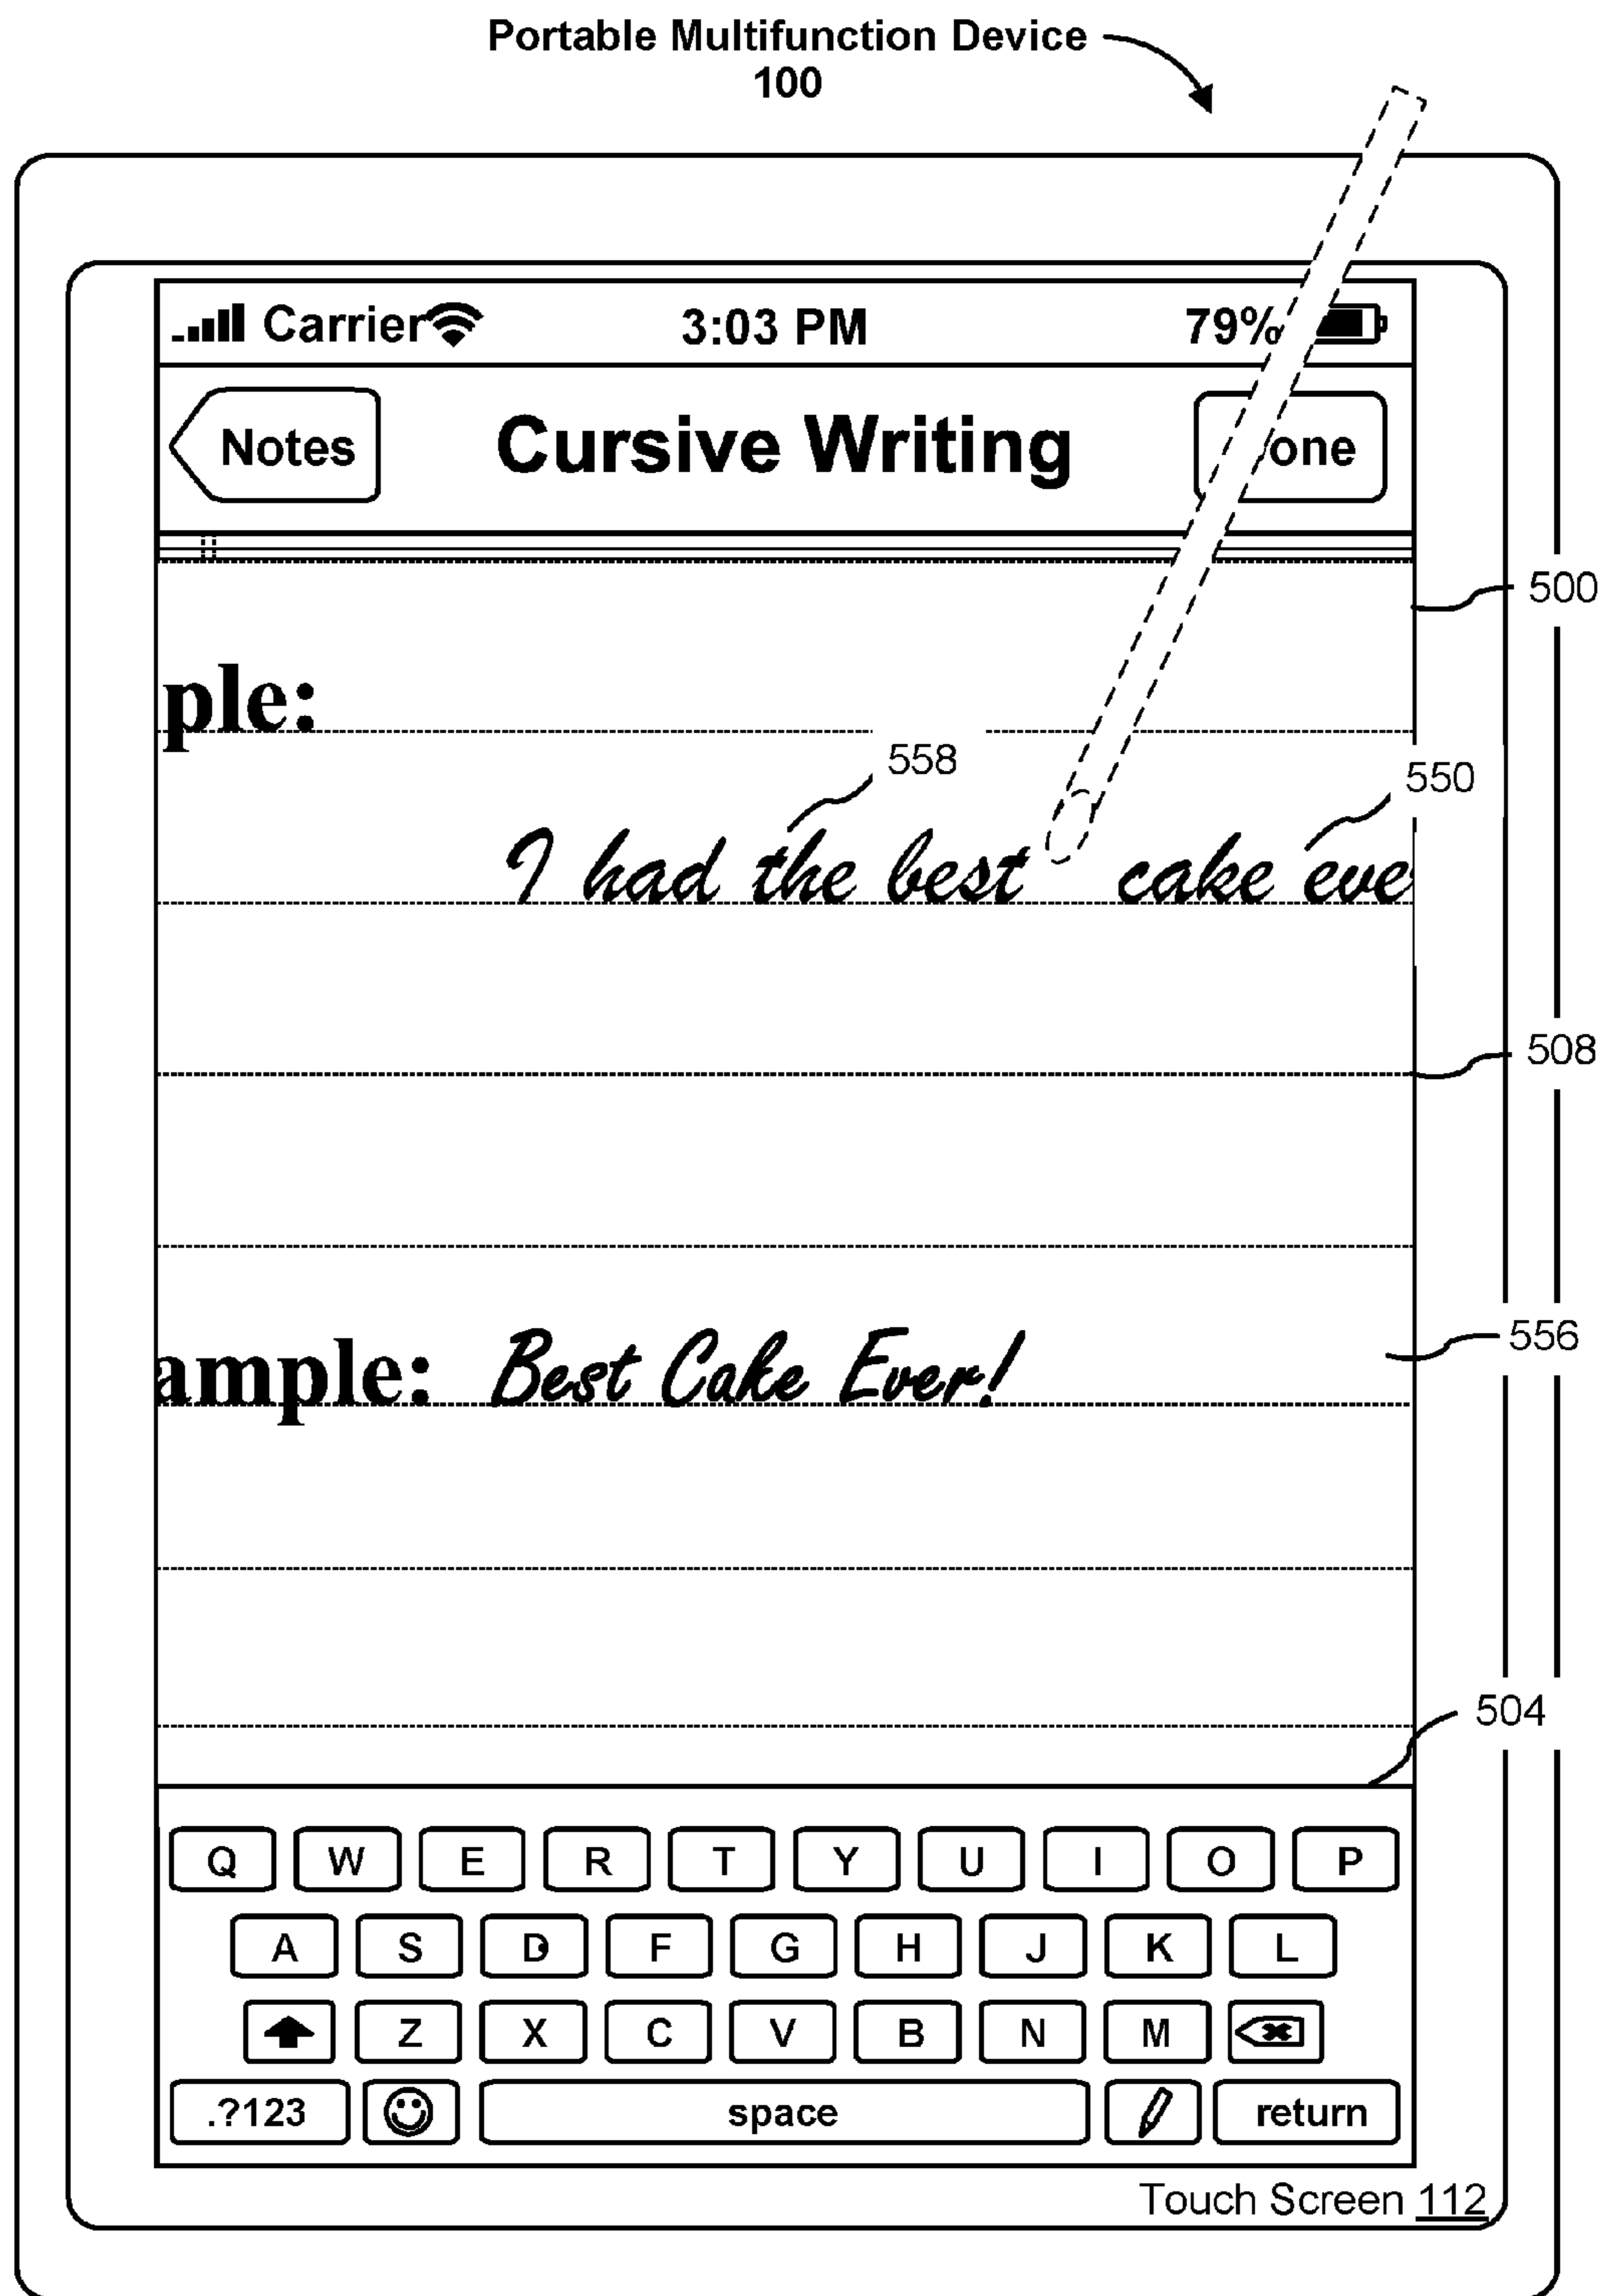 Portable Multifunction Device
100
Carrier 3:03 PM 79%
Notes Cursive Writing one
500
ple:
558
550
I had the best cake eve
508
556
ample: Best Cake Ever!
504
Q W E R T Y U I O P
A S D F G H J K L
Z X C V B N M
.?123 space return
Touch Screen 112